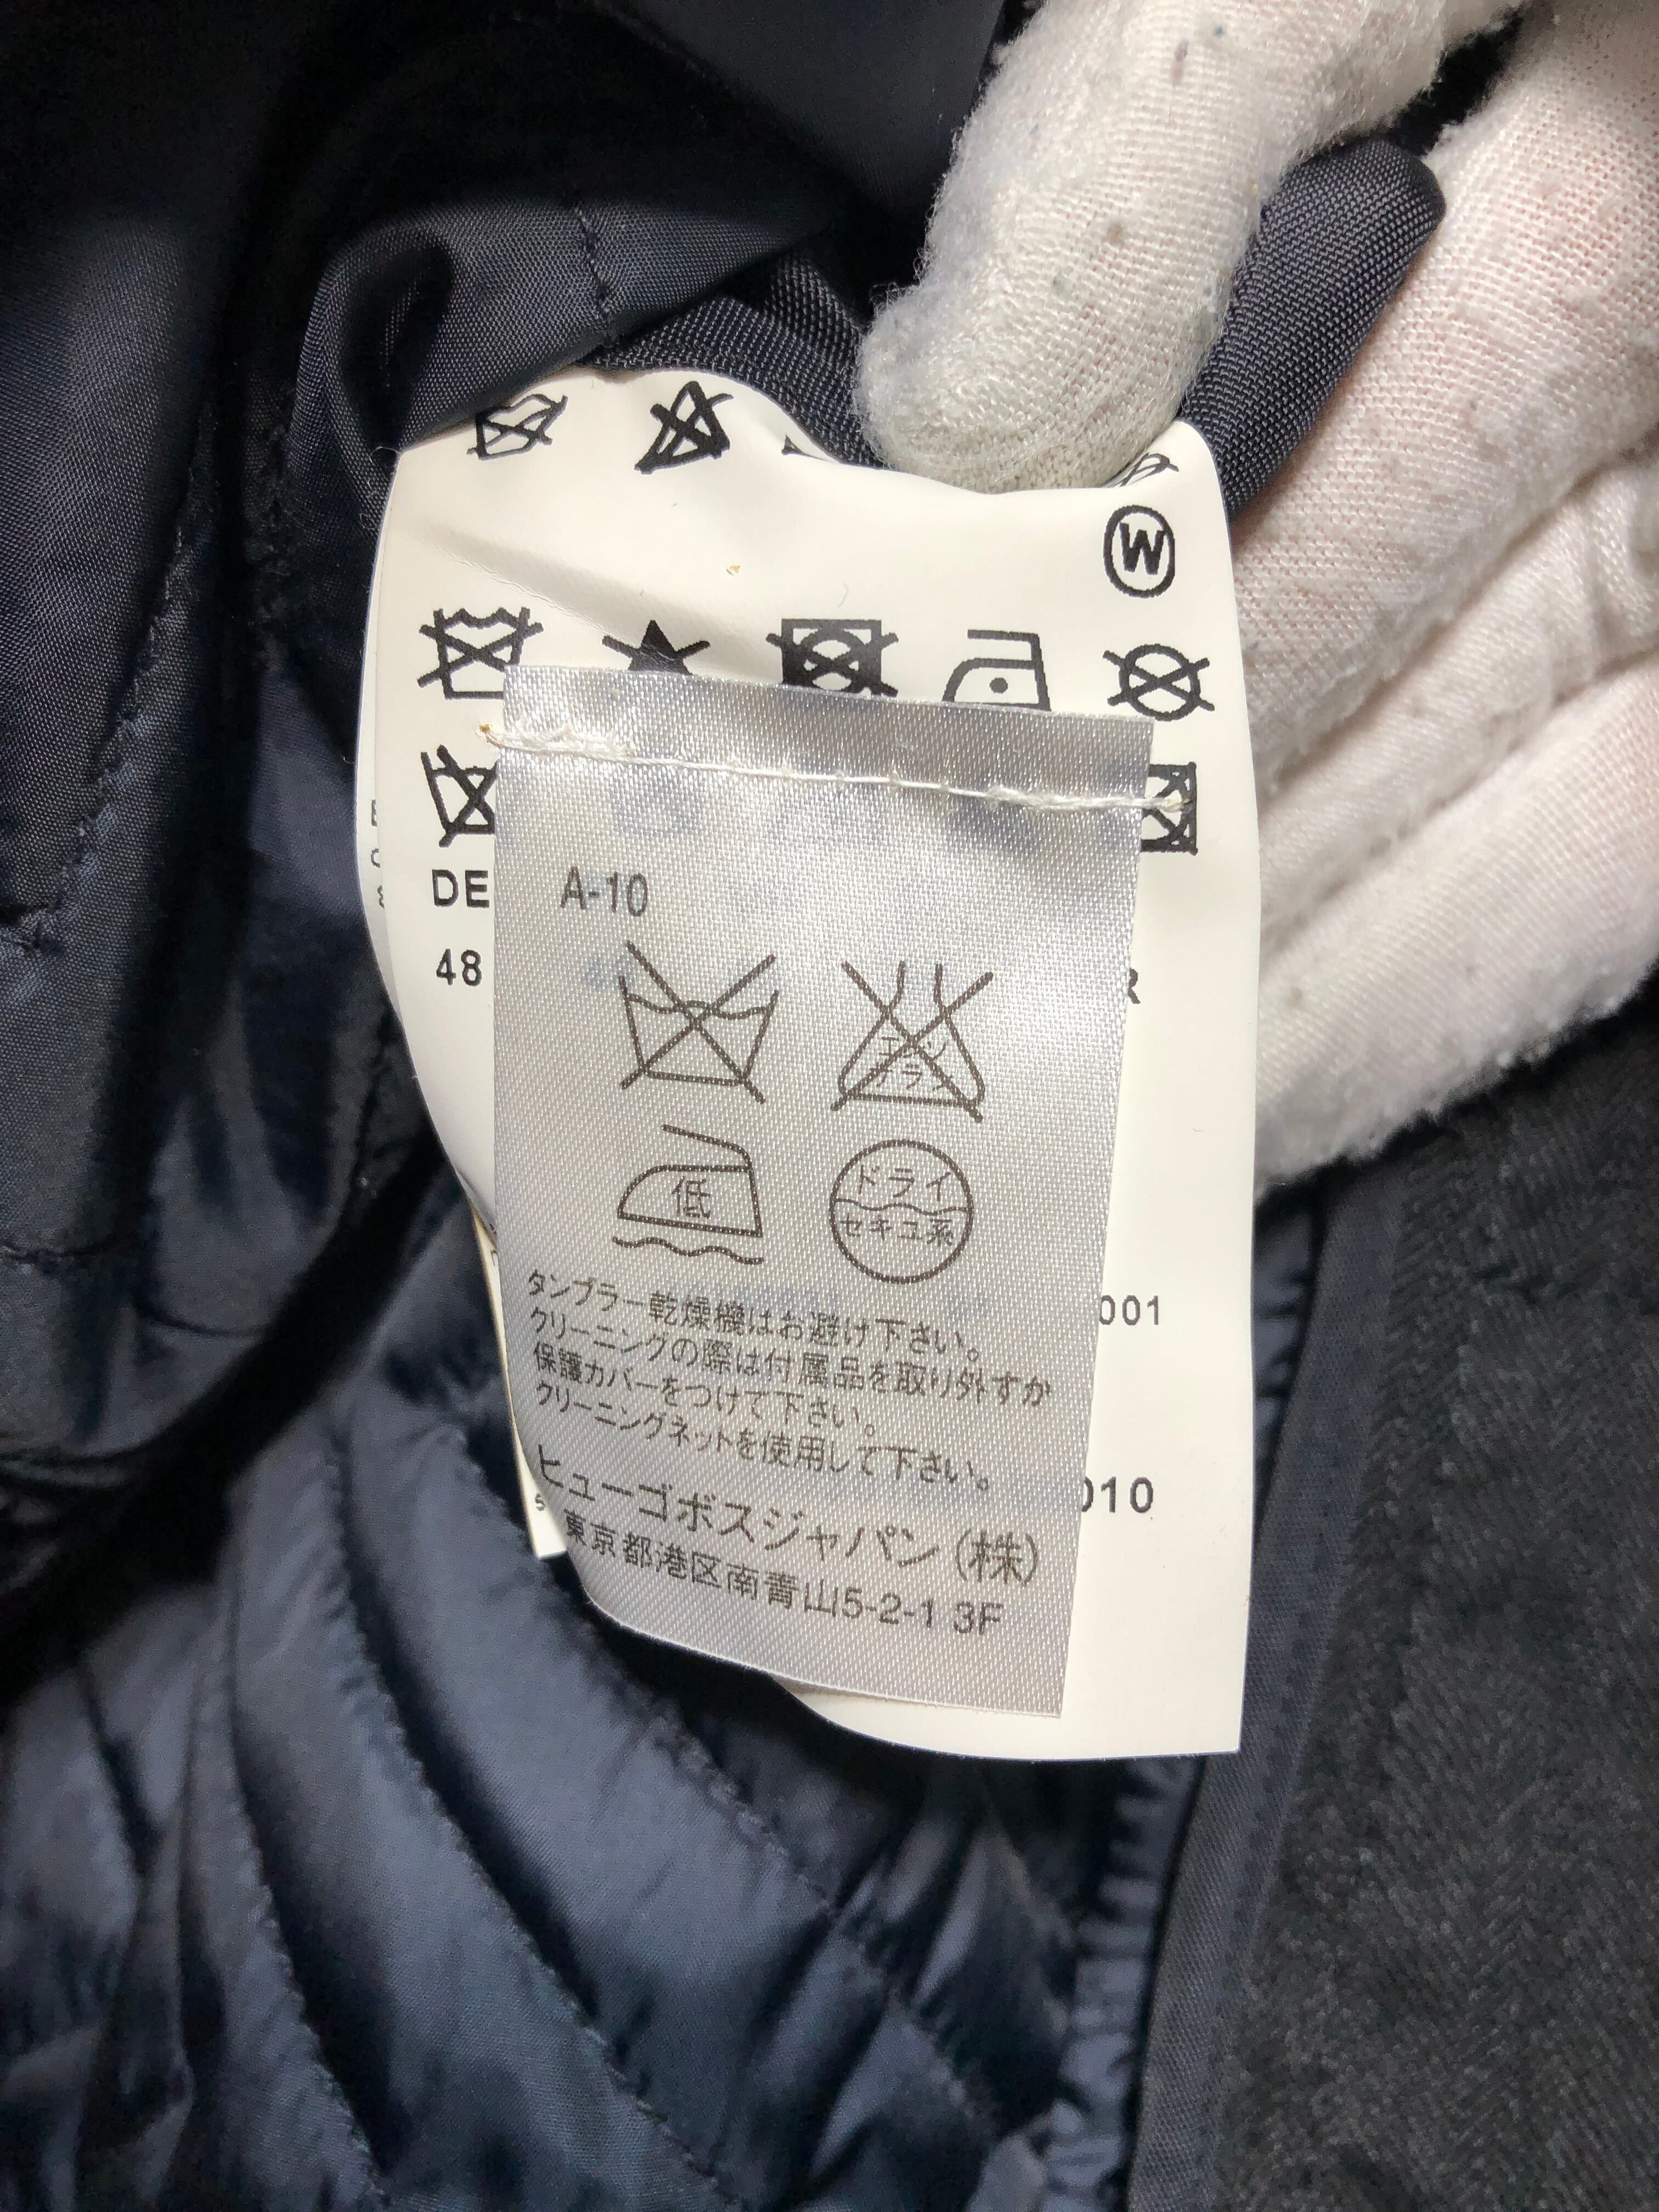 W
DE
48
R
A-10
エンソ
低
ドライ
セキユ系
001
タンブラー乾燥機はお避け下さい。
クリーニングの際は付属品を取り外すか
保護カバーをつけて下さい。
クリーニングネットを使用して下さい。
010
ヒューゴボスジャパン(株)
東京都港区南青山5-2-1 3F